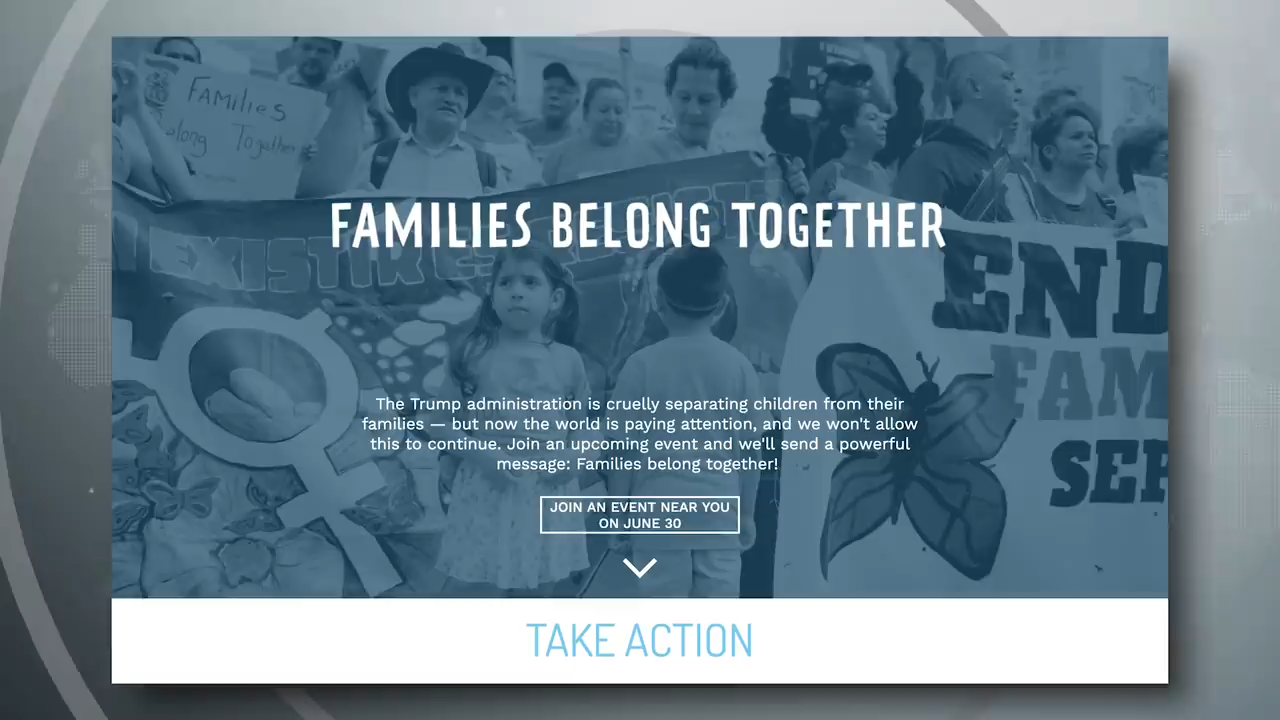 FAMilies
Together
EXISTIR
FAMILIES BELONG TOGETHER
END
FAM
SEP
The Trump administration is cruelly separating children from their
families — but now the world is paying attention, and we won't allow
this to continue. Join an upcoming event and we'll send a powerful
message: Families belong together!
JOIN AN EVENT NEAR YOU
ON JUNE 30
TAKE ACTION